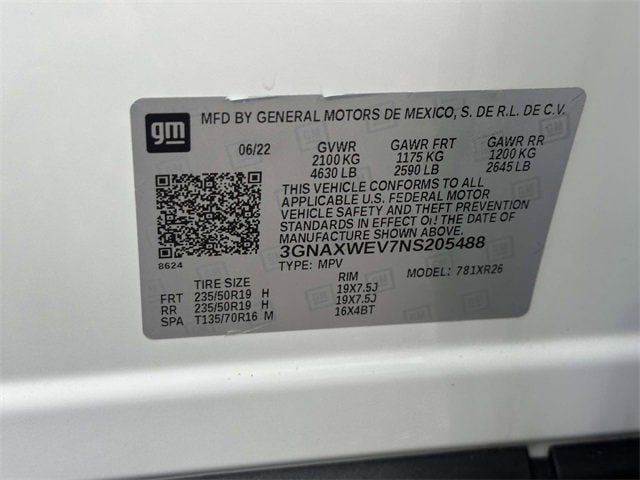 gm MFD BY GENERAL MOTORS DE MEXICO, S. DE R.L. DE C.V.
06/22 GVWR GAWR FRT GAWR RR
2100 KG 1175 KG 1200 KG
4630 LB 2590 LB 2645 LB
THIS VEHICLE CONFORMS TO ALL
APPLICABLE U.S. FEDERAL MOTOR
VEHICLE SAFETY AND THEFT PREVENTION
STANDARDS IN EFFECT ON THE DATE OF
MANUFACTURE SHOWN ABOVE.
3GNAXWEV7NS205488
8624
TYPE: MPV MODEL: 781XR26
TIRE SIZE RIM
FRT 235/50R19 H 19X7.5J
RR 235/50R19 H 19X7.5J
SPA T135/70R16 M 16X4BT